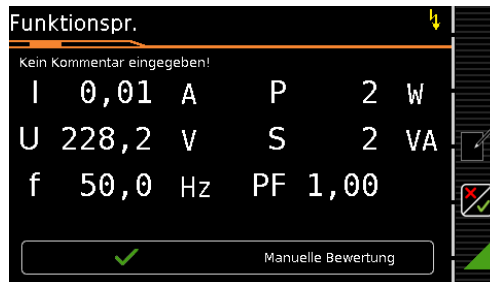 Funktionspr.
Kein Kommentar eingegeben!
I 0,01 A P 2 W
U 228,2 V S 2 VA
f 50,0 Hz PF 1,00
Manuelle Bewertung